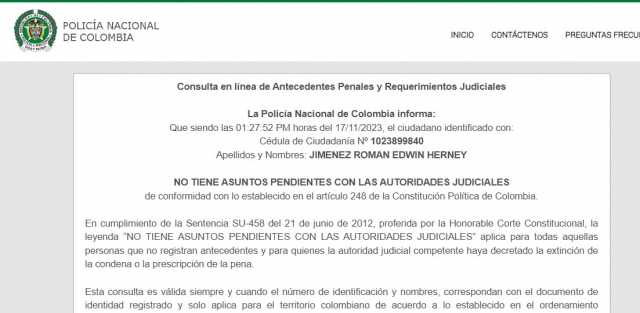 POLICÍA NACIONAL
DE COLOMBIA
INICIO CONTÁCTENOS PREGUNTAS FRECU
Consulta en línea de Antecedentes Penales y Requerimientos Judiciales
La Policía Nacional de Colombia informa:
Que siendo las 01:27:52 PM horas del 17/11/2023, el ciudadano identificado con:
Cédula de Ciudadanía Nº 1023899840
Apellidos y Nombres: JIMENEZ ROMAN EDWIN HERNEY
NO TIENE ASUNTOS PENDIENTES CON LAS AUTORIDADES JUDICIALES
de conformidad con lo establecido en el artículo 248 de la Constitución Política de Colombia.
En cumplimiento de la Sentencia SU-458 del 21 de junio de 2012, proferida por la Honorable Corte Constitucional, la
leyenda "NO TIENE ASUNTOS PENDIENTES CON LAS AUTORIDADES JUDICIALES" aplica para todas aquellas
personas que no registran antecedentes y para quienes la autoridad judicial competente haya decretado la extinción de
la condena o la prescripción de la pena.
Esta consulta es válida siempre y cuando el número de identificación y nombres, correspondan con el documento de
identidad registrado y solo aplica para el territorio colombiano de acuerdo a lo establecido en el ordenamiento